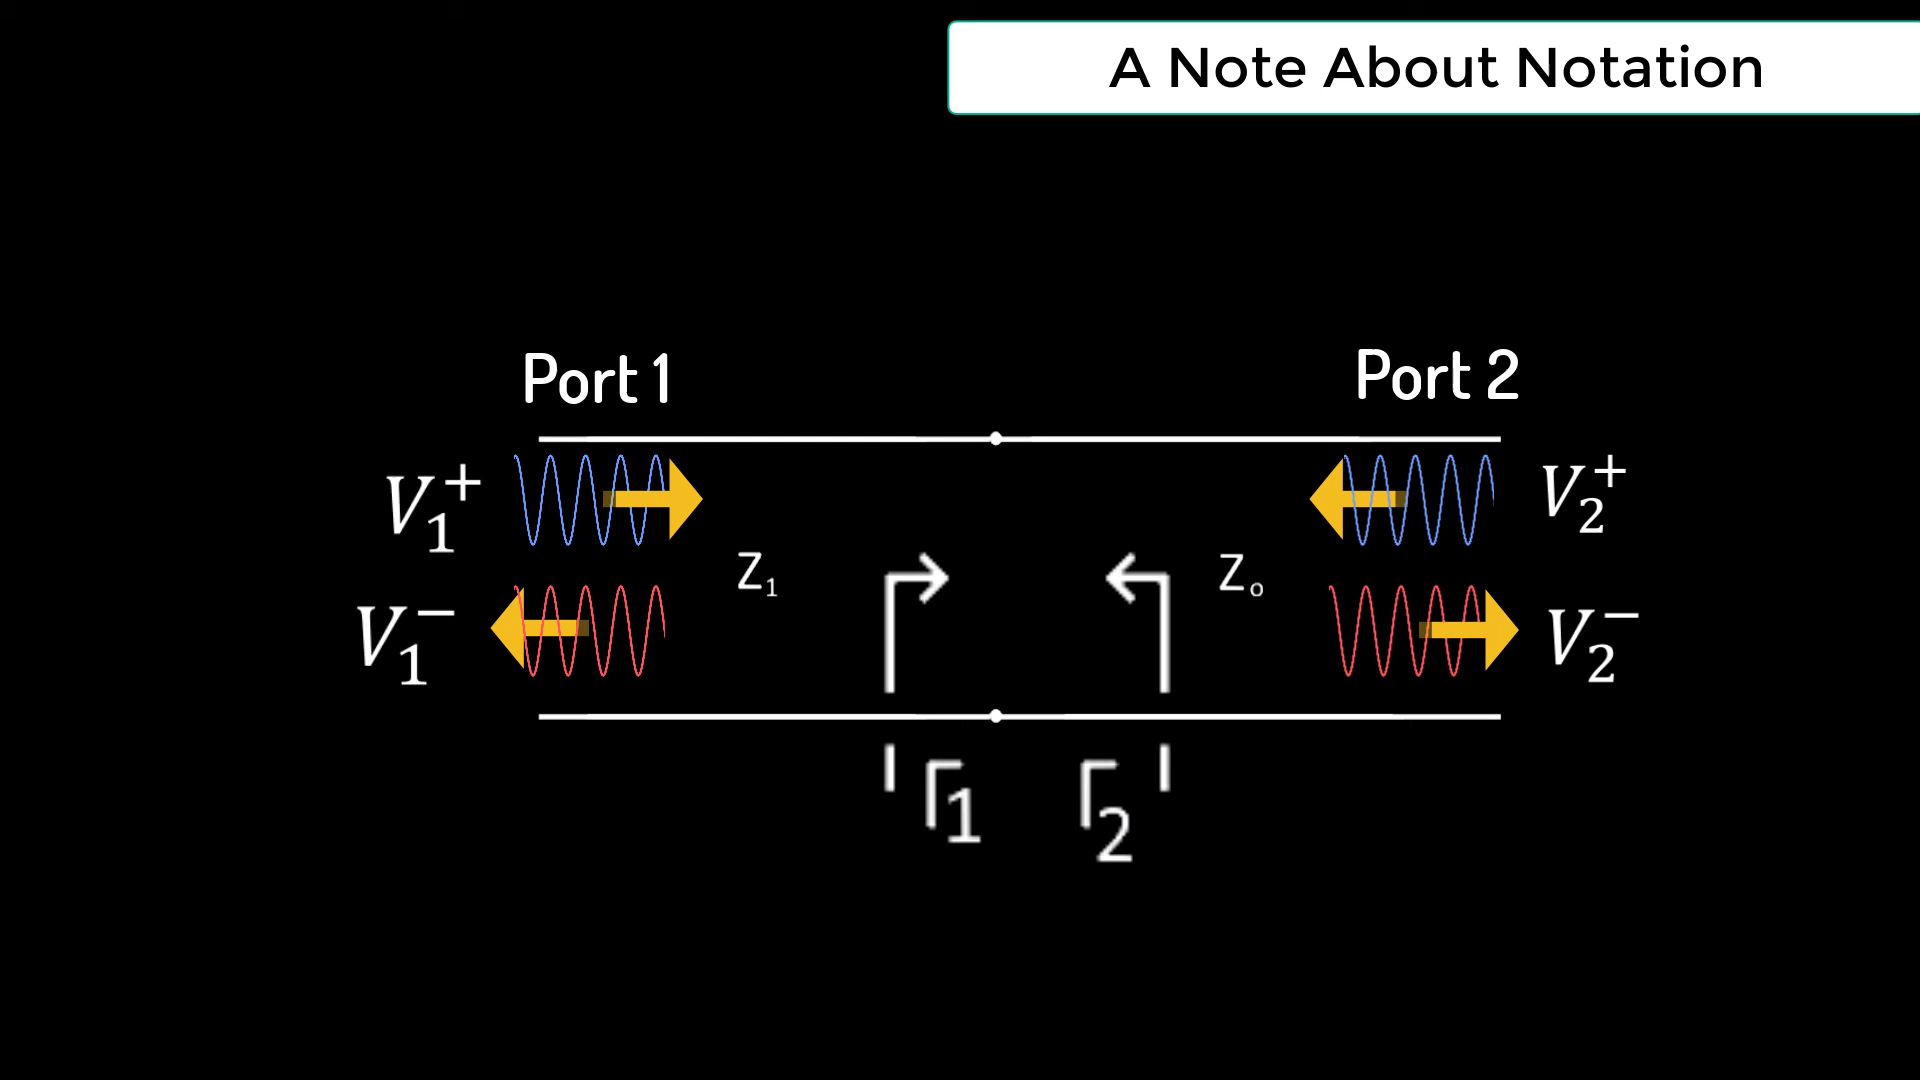 A Note About Notation
Port 1
Port 2
V₁⁺
V₂⁺
Z₁
Zₒ
V₁⁻
V₂⁻
Γ1
Γ2